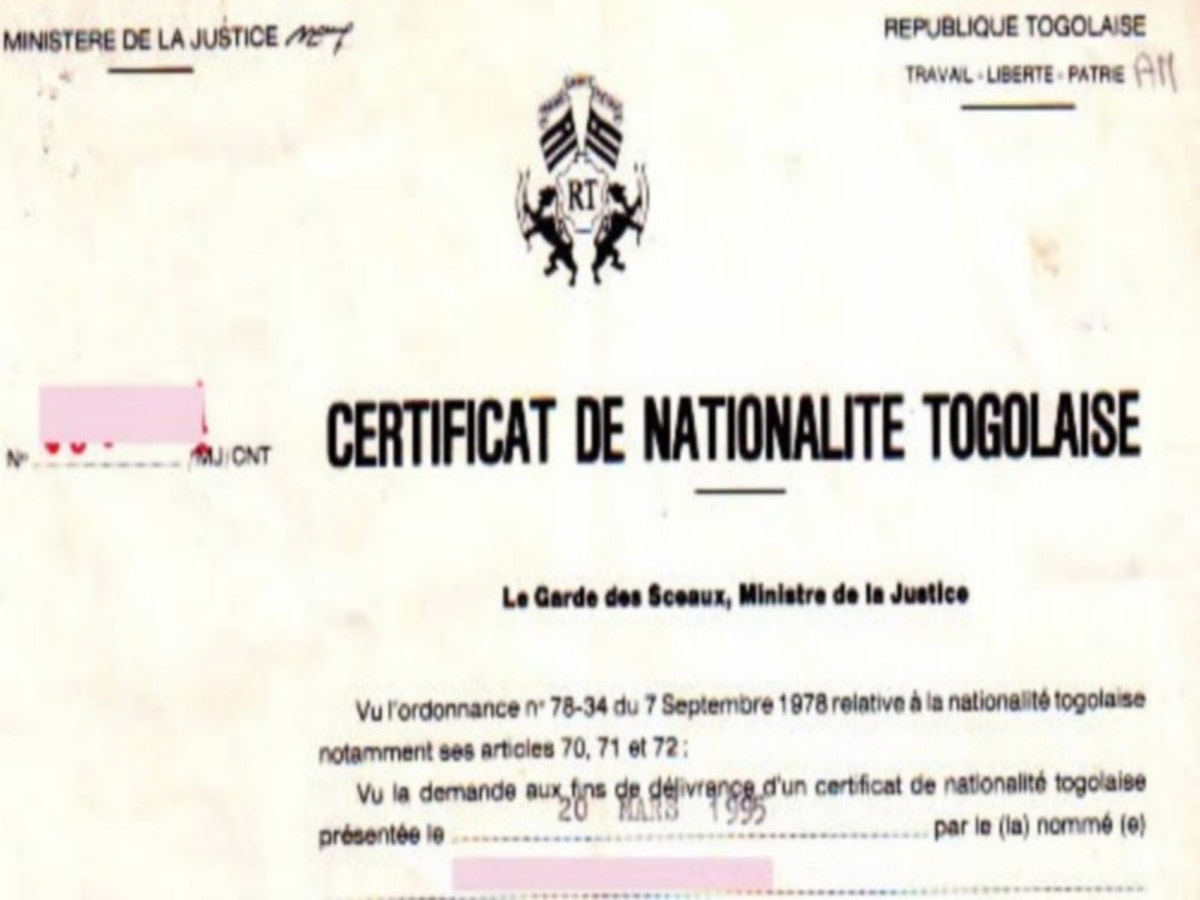 MINISTERE DE LA JUSTICE
REPUBLIQUE TOGOLAISE
TRAVAIL - LIBERTE - PATRIE AM
RT
CERTIFICAT DE NATIONALITE TOGOLAISE
N° /MJ/CNT
Le Garde des Sceaux, Ministre de la Justice
Vu l'ordonnance n° 78-34 du 7 Septembre 1978 relative à la nationalité togolaise
notamment ses articles 70, 71 et 72 ;
Vu la demande aux fins de délivrance d'un certificat de nationalité togolaise
20 MARS 1995
présentée le par le (la) nommé (e)